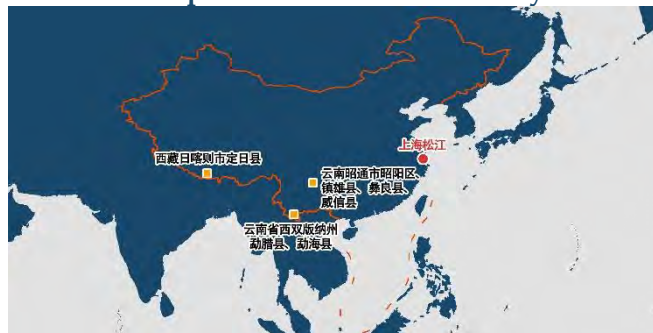 上海松江
西藏日喀则市定日县
云南昭通市昭阳区、
镇雄县、彝良县、
威信县
云南省西双版纳州
勐腊县、勐海县